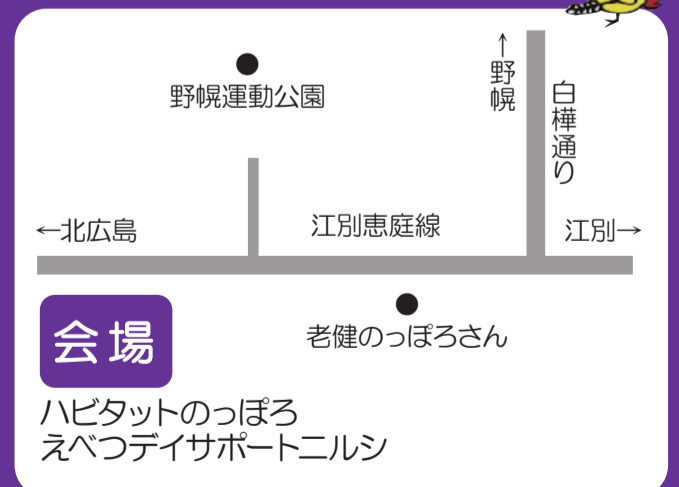 ↑野幌
野幌運動公園
白樺通り
←北広島
江別恵庭線
江別→
老健のっぽろさん
会場
ハビタットのっぽろ
えべつデイサポートニルシ